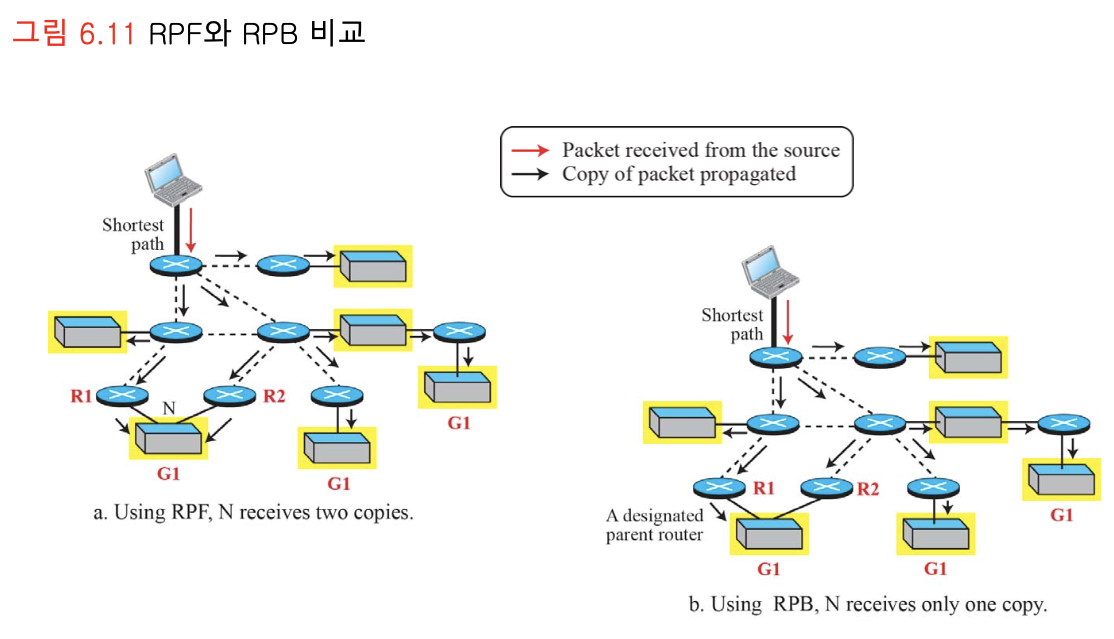 그림 6.11 RPF와 RPB 비교
Packet received from the source
Copy of packet propagated
Shortest
path
R1
N
R2
G1
G1
G1
a. Using RPF, N receives two copies.
Shortest
path
R1
R2
A designated
parent router
G1
G1
G1
b. Using RPB, N receives only one copy.